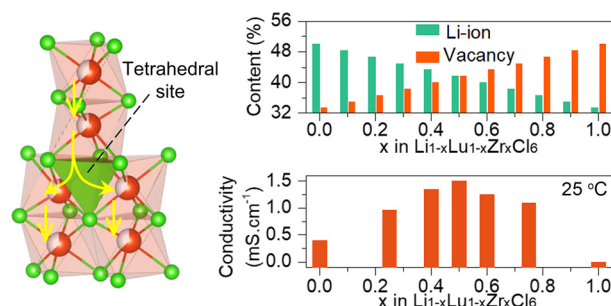 Tetrahedral
site
Content (%)
56
48
40
32
Li-ion
Vacancy
0.0 0.2 0.4 0.6 0.8 1.0
x in Li1-xLu1-xZrxCl6
Conductivity
(mS.cm⁻¹)
1.5
1.0
0.5
0.0
25 °C
0.0 0.2 0.4 0.6 0.8 1.0
x in Li1-xLu1-xZrxCl6